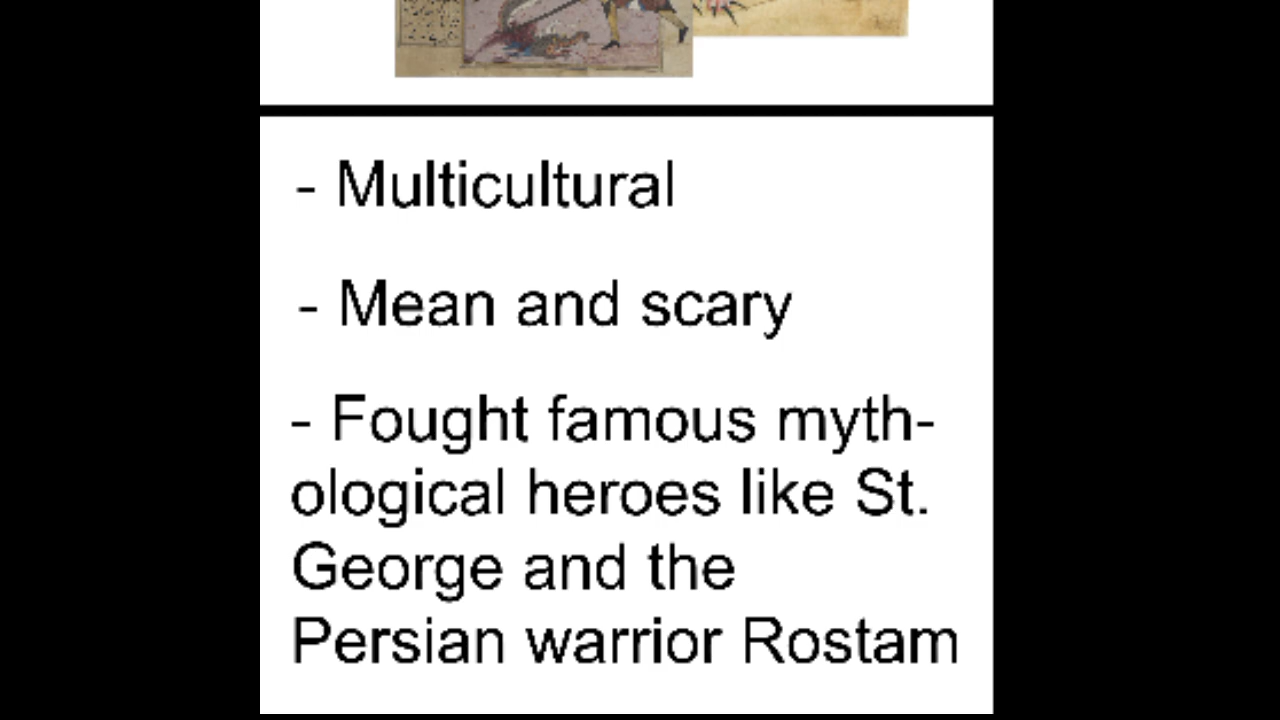 - Multicultural
- Mean and scary
- Fought famous myth-
ological heroes like St.
George and the
Persian warrior Rostam